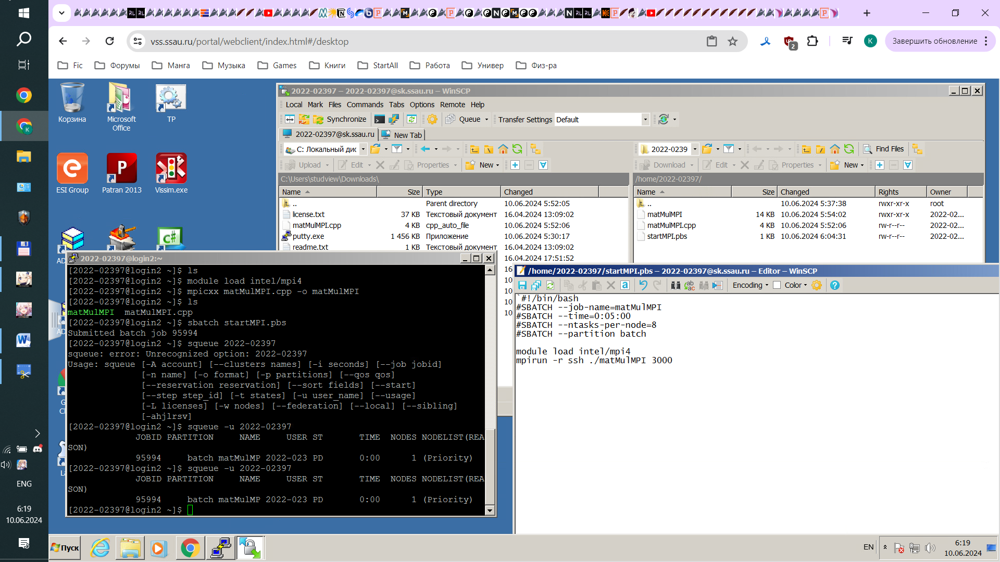 vss.ssau.ru/portal/webclient/index.html#/desktop
2
K
Завершить обновление
Fic
Форумы
Манга
Музыка
Games
Книги
StartAll
Работа
Универ
Физ-ра
Корзина
Microsoft Office
TP
ESI Group
Patran 2013
Vissim.exe
2022-02397 – 2022-02397@sk.ssau.ru – WinSCP
Local Mark Files Commands Tabs Options Remote Help
Synchronize
Queue
Transfer Settings Default
2022-02397@sk.ssau.ru
New Tab
C: Локальный дис
2022-0239
Find Files
Upload Edit Properties New
Download Edit Properties New
C:\Users\studview\Downloads\
/home/2022-02397/
Name Size Type Changed
.. Parent directory 10.06.2024 5:52:05
license.txt 37 KB Текстовый документ 16.04.2024 13:09:02
matMulMPI.cpp 4 KB cpp_auto_file 10.06.2024 5:52:06
putty.exe 1 456 KB Приложение 10.06.2024 5:30:17
readme.txt 1 KB Текстовый документ 16.04.2024 13:09:02
16.04.2024 17:51:52
Name Size Changed Rights Owner
.. 10.06.2024 5:37:38 rwxr-xr-x root
matMulMPI 14 KB 10.06.2024 5:54:02 rwxr-xr-x 2022-02...
matMulMPI.cpp 4 KB 10.06.2024 5:52:06 rw-r--r-- 2022-02...
startMPI.pbs 1 KB 10.06.2024 6:04:31 rw-r--r-- 2022-02...
2022-02397@login2:~
[2022-02397@login2 ~]$ ls
[2022-02397@login2 ~]$ module load intel/mpi4
[2022-02397@login2 ~]$ mpicxx matMulMPI.cpp -o matMulMPI
[2022-02397@login2 ~]$ ls
matMulMPI  matMulMPI.cpp
[2022-02397@login2 ~]$ sbatch startMPI.pbs
Submitted batch job 95994
[2022-02397@login2 ~]$ squeue 2022-02397
squeue: error: Unrecognized option: 2022-02397
Usage: squeue [-A account] [--clusters names] [-i seconds] [--job jobid]
[-n name] [-o format] [-p partitions] [--qos qos]
[--reservation reservation] [--sort fields] [--start]
[--step step_id] [-t states] [-u user_name] [--usage]
[-L licenses] [-w nodes] [--federation] [--local] [--sibling]
[-ahjlrsv]
[2022-02397@login2 ~]$ squeue -u 2022-02397
JOBID PARTITION NAME USER ST TIME NODES NODELIST(REA
SON)
95994 batch matMulMP 2022-023 PD 0:00 1 (Priority)
[2022-02397@login2 ~]$ squeue -u 2022-02397
JOBID PARTITION NAME USER ST TIME NODES NODELIST(REA
SON)
95994 batch matMulMP 2022-023 PD 0:00 1 (Priority)
[2022-02397@login2 ~]$
/home/2022-02397/startMPI.pbs – 2022-02397@sk.ssau.ru – Editor – WinSCP
Encoding Color
`#!/bin/bash
#SBATCH --job-name=matMulMPI
#SBATCH --time=0:05:00
#SBATCH --ntasks-per-node=8
#SBATCH --partition batch
module load intel/mpi4
mpirun -r ssh ./matMulMPI 3000
ENG
6:19
10.06.2024
Пуск
EN
6:19
10.06.2024